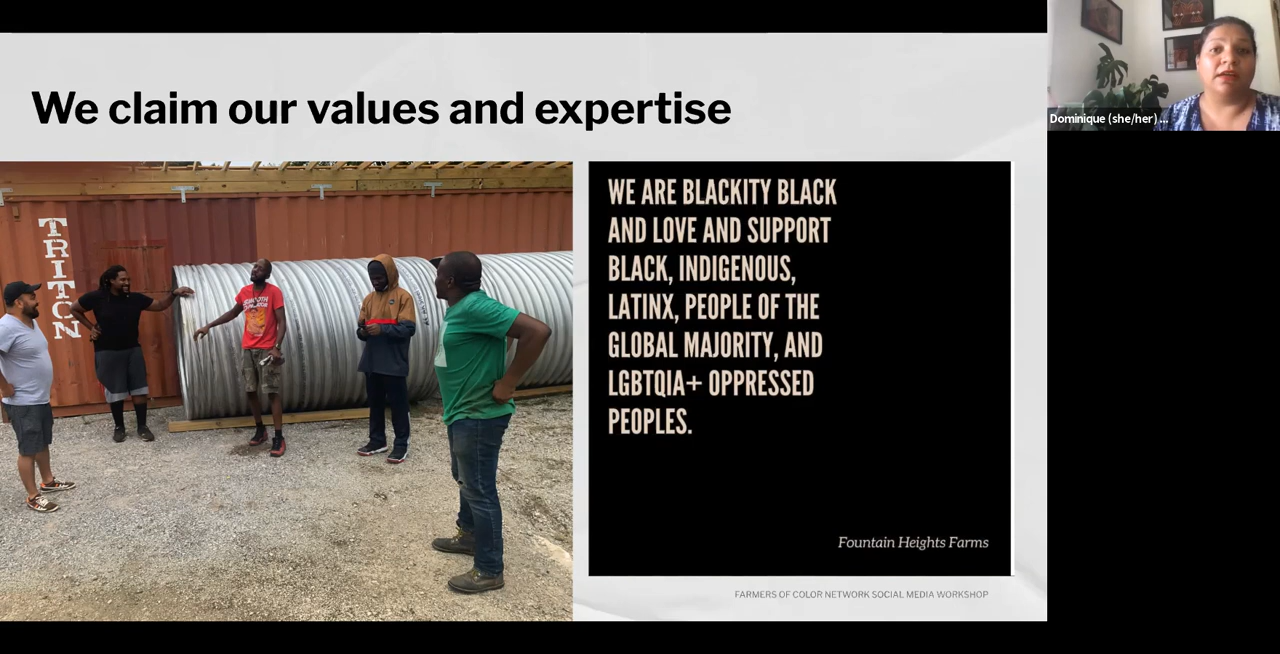 We claim our values and expertise
TRITON
WE ARE BLACKITY BLACK
AND LOVE AND SUPPORT
BLACK, INDIGENOUS,
LATINX, PEOPLE OF THE
GLOBAL MAJORITY, AND
LGBTQIA+ OPPRESSED
PEOPLES.
Fountain Heights Farms
FARMERS OF COLOR NETWORK SOCIAL MEDIA WORKSHOP
Dominique (she/her) ...